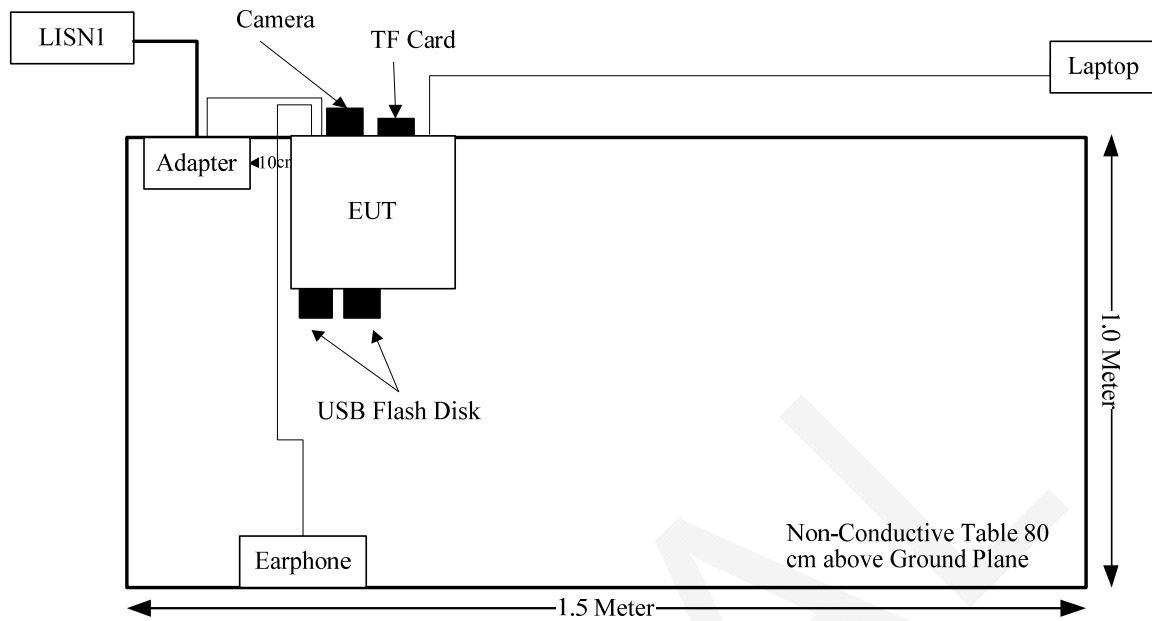 Camera
LISN1
TF Card
Laptop
Adapter
10cm
EUT
1.0 Meter
USB Flash Disk
Non-Conductive Table 80
cm above Ground Plane
Earphone
1.5 Meter